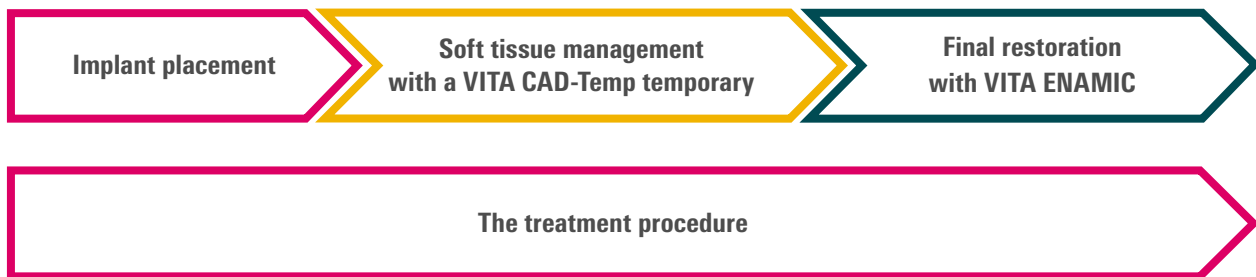 Implant placement
Soft tissue management
with a VITA CAD-Temp temporary
Final restoration
with VITA ENAMIC
The treatment procedure